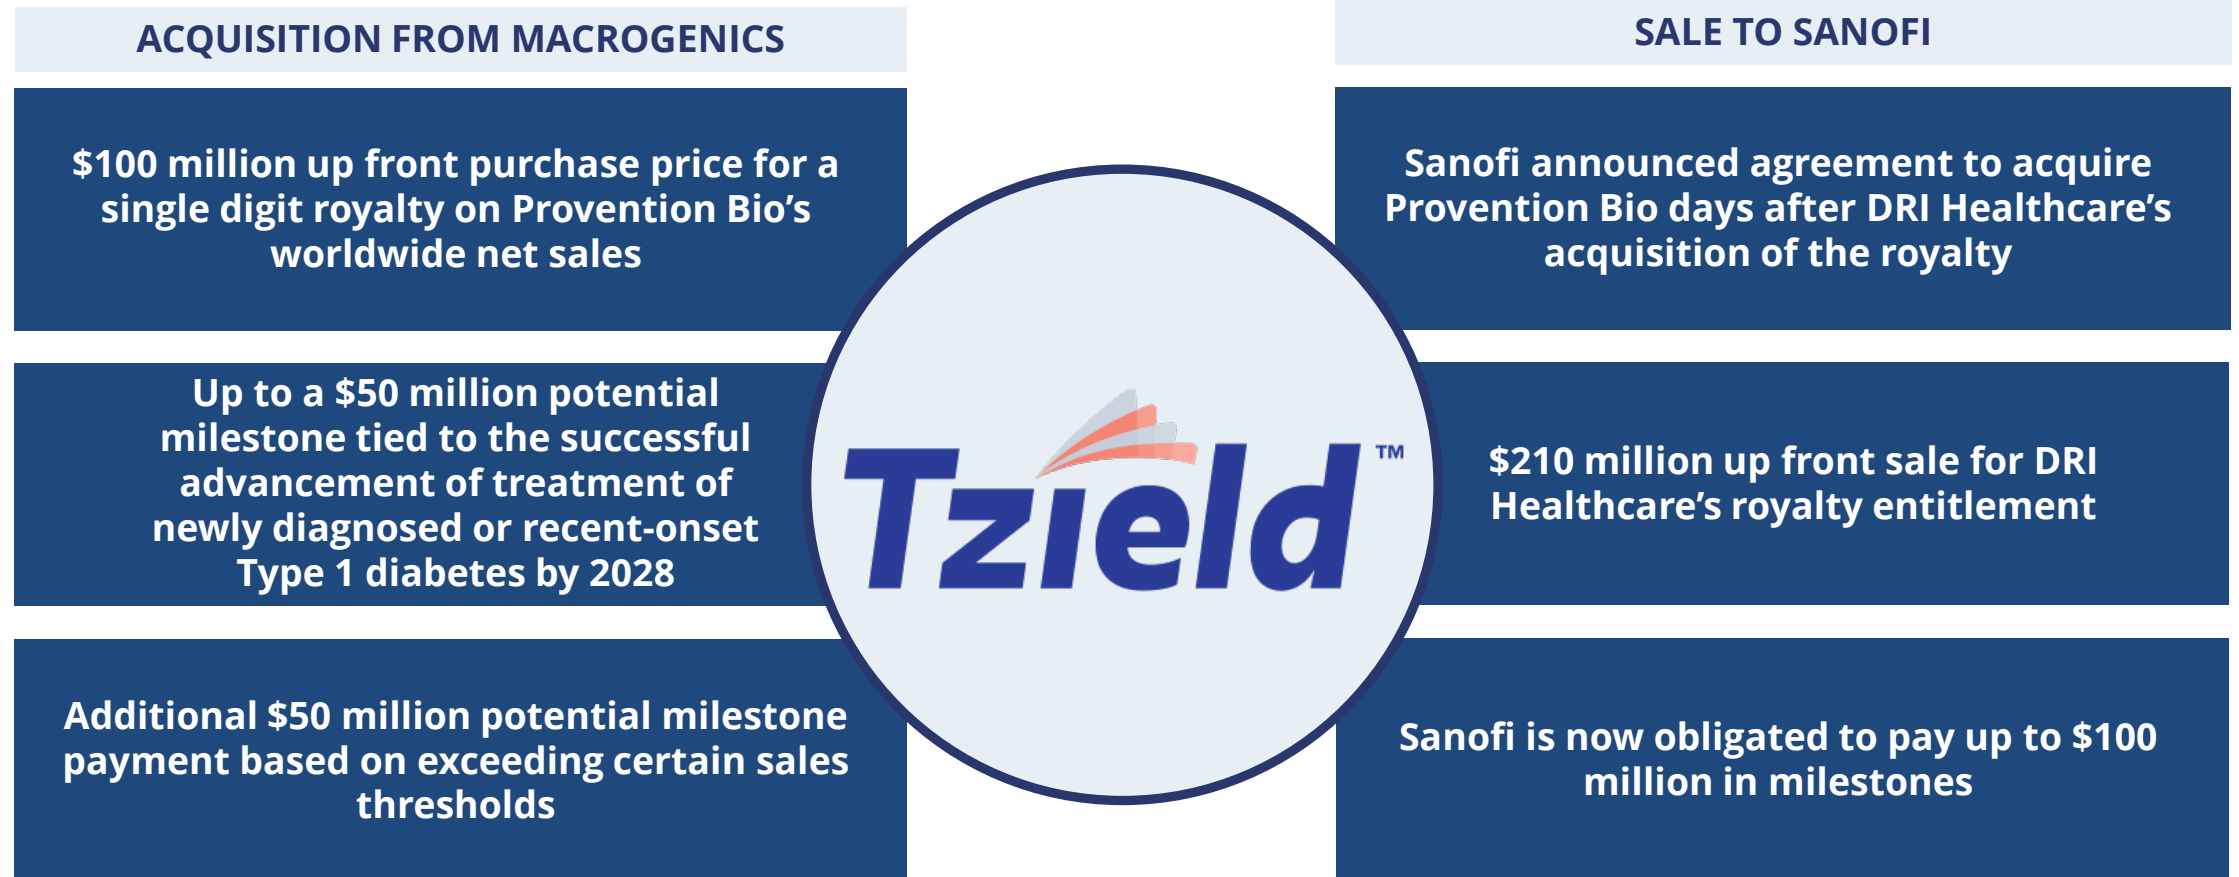 ACQUISITION FROM MACROGENICS
$100 million up front purchase price for a
single digit royalty on Provention Bio’s
worldwide net sales
Up to a $50 million potential
milestone tied to the successful
advancement of treatment of
newly diagnosed or recent-onset
Type 1 diabetes by 2028
Additional $50 million potential milestone
payment based on exceeding certain sales
thresholds
Tzield™
SALE TO SANOFI
Sanofi announced agreement to acquire
Provention Bio days after DRI Healthcare’s
acquisition of the royalty
$210 million up front sale for DRI
Healthcare’s royalty entitlement
Sanofi is now obligated to pay up to $100
million in milestones